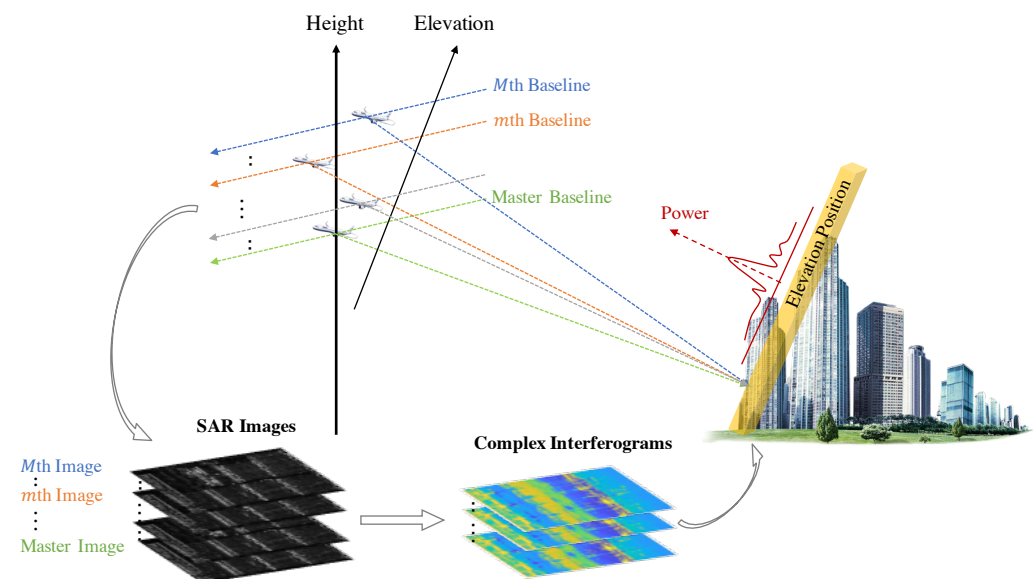 Height
Elevation
Mth Baseline
mth Baseline
Master Baseline
Power
Elevation Position
SAR Images
Complex Interferograms
Mth Image
mth Image
Master Image